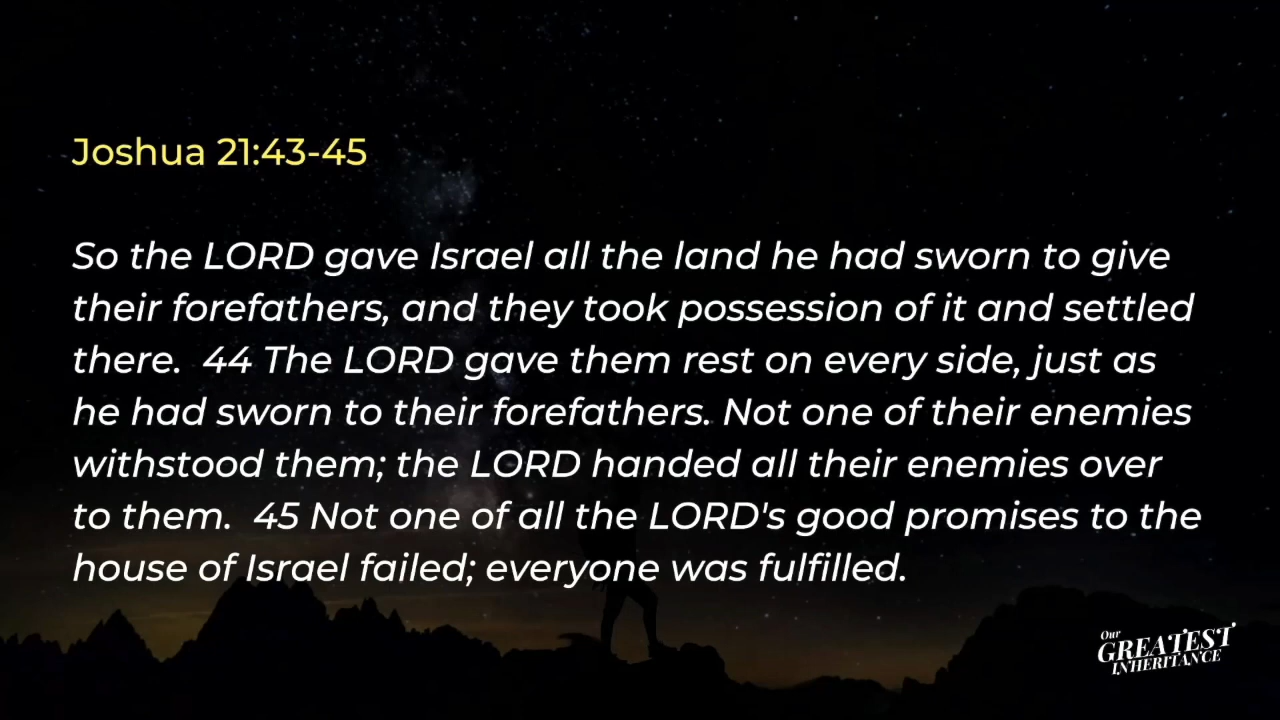 Joshua 21:43-45
So the LORD gave Israel all the land he had sworn to give
their forefathers, and they took possession of it and settled
there.  44 The LORD gave them rest on every side, just as
he had sworn to their forefathers. Not one of their enemies
withstood them; the LORD handed all their enemies over
to them.  45 Not one of all the LORD's good promises to the
house of Israel failed; everyone was fulfilled.
Our
GREATEST
INHERITANCE